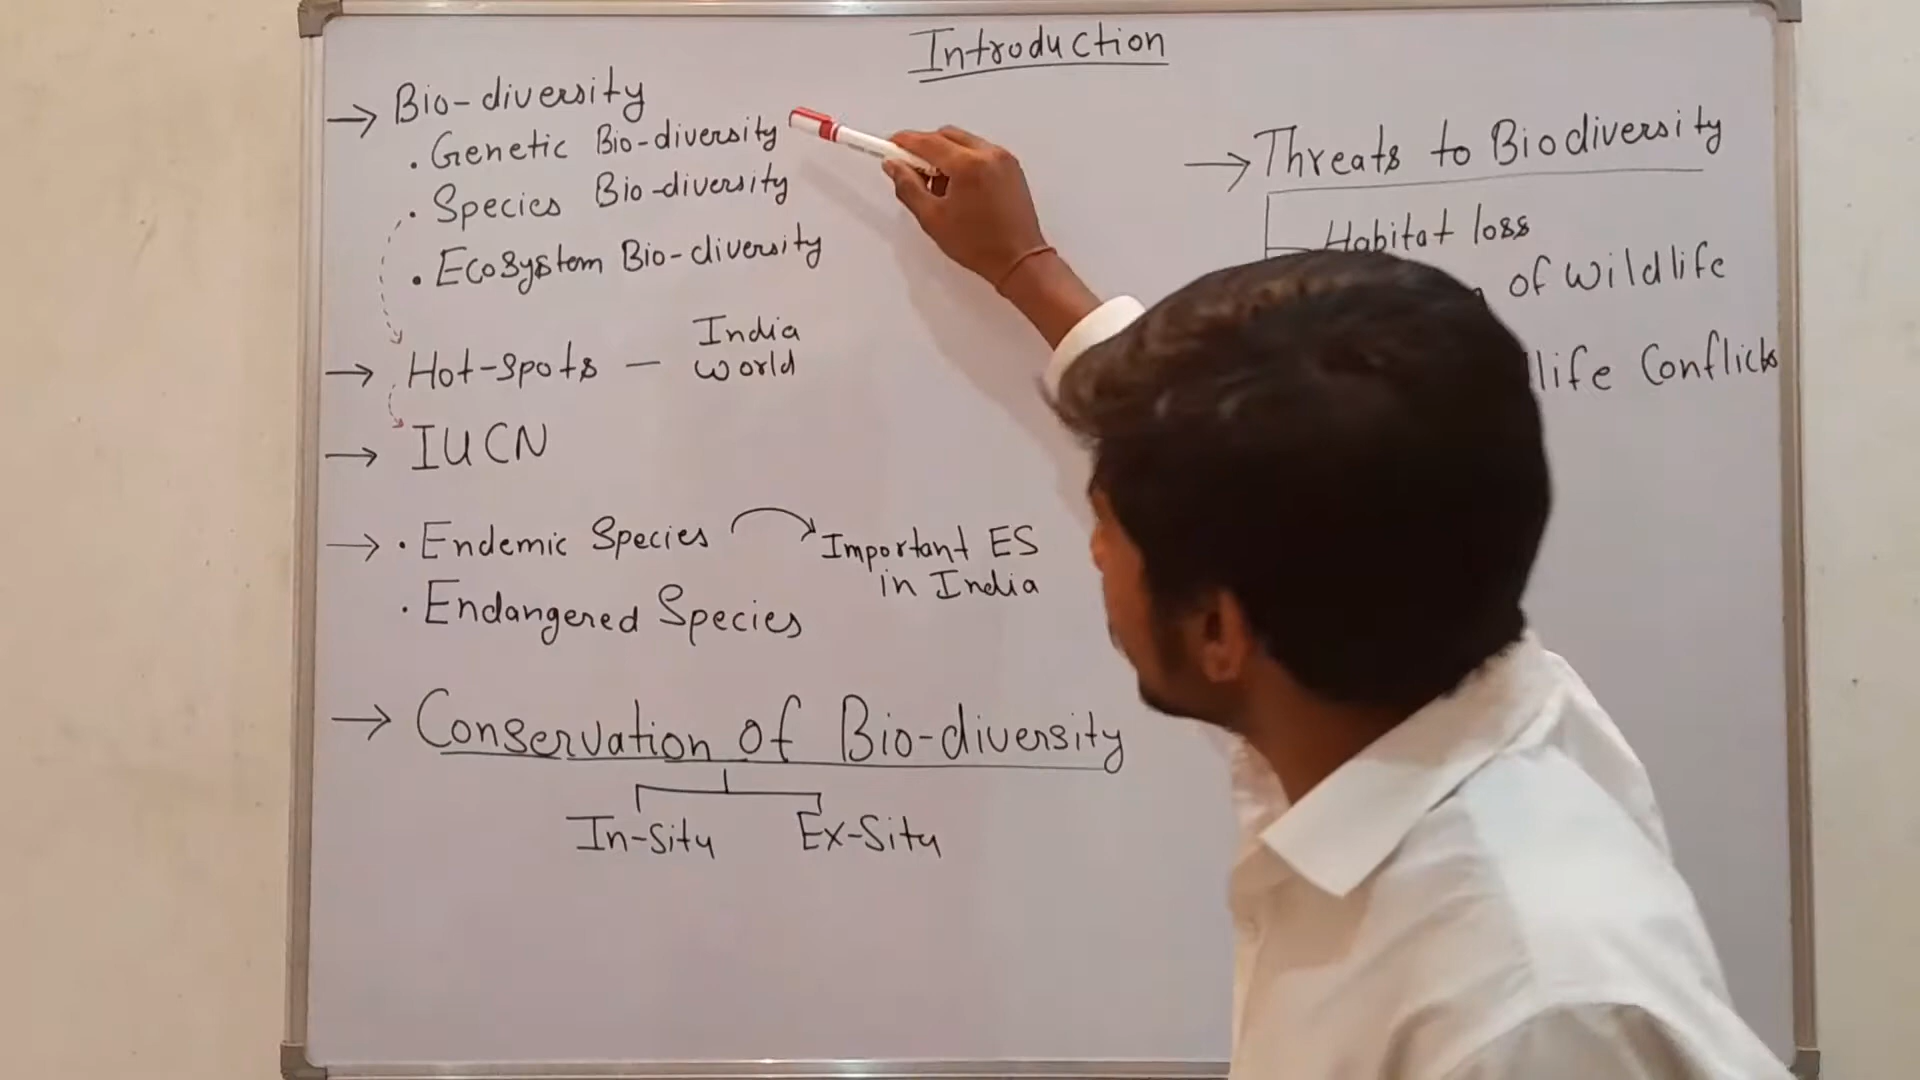 Introduction
→ Bio-diversity
. Genetic Bio-diversity
. Species Bio-diversity
. Ecosystem Bio-diversity
→ Hot-spots — India
world
→ IUCN
→ . Endemic Species
Important ES
in India
. Endangered Species
→ Conservation of Bio-diversity
In-Situ Ex-Situ
→ Threats to Biodiversity
Habitat loss
of wildlife
life Conflicts